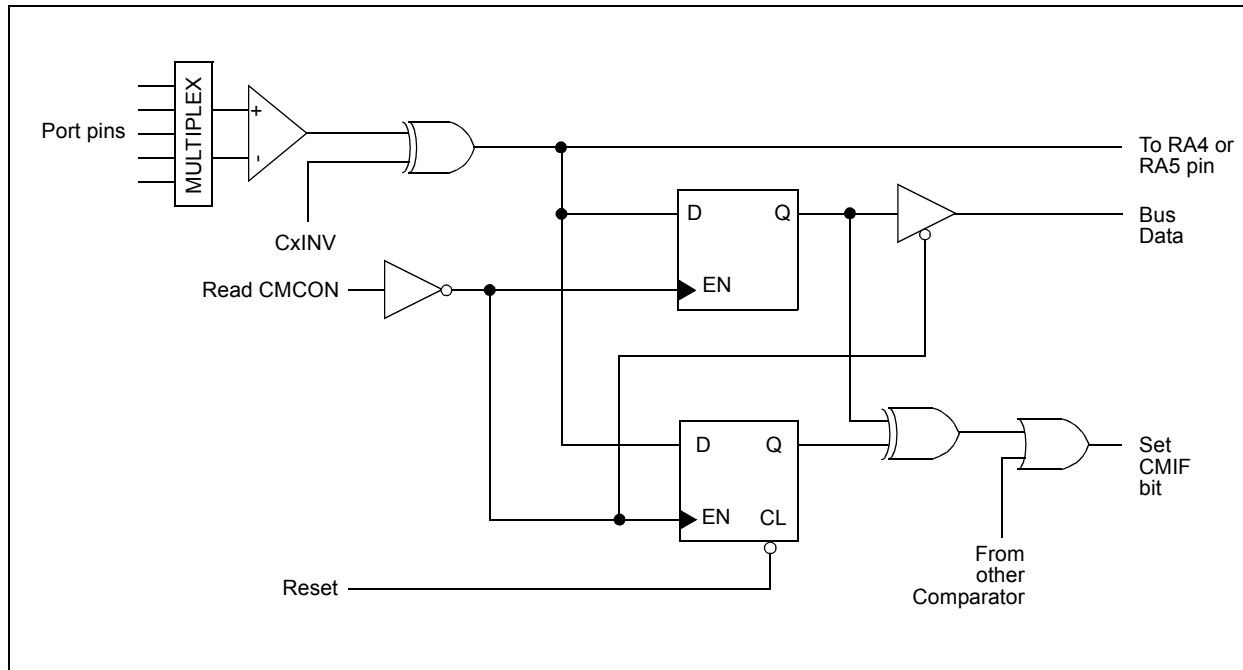 Port pins
MULTIPLEX
+
-
CxINV
To RA4 or
RA5 pin
D
Q
EN
Bus
Data
Read CMCON
D
Q
EN
CL
Set
CMIF
bit
From
other
Comparator
Reset